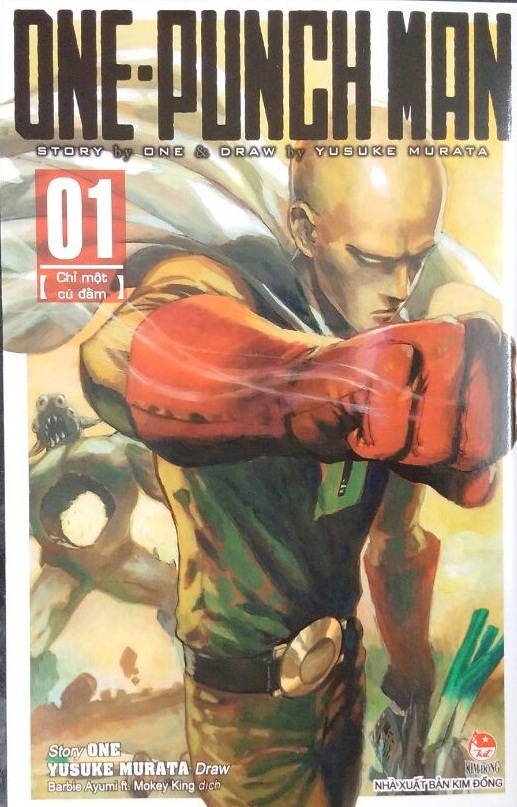 ONE-PUNCH MAN
STORY by ONE & DRAW by YUSUKE MURATA
01
[Chỉ một
cú đấm]
Story ONE
YUSUKE MURATA Draw
Barbie Ayumi ft. Mokey King dịch
KIM ĐỒNG
NHÀ XUẤT BẢN KIM ĐỒNG